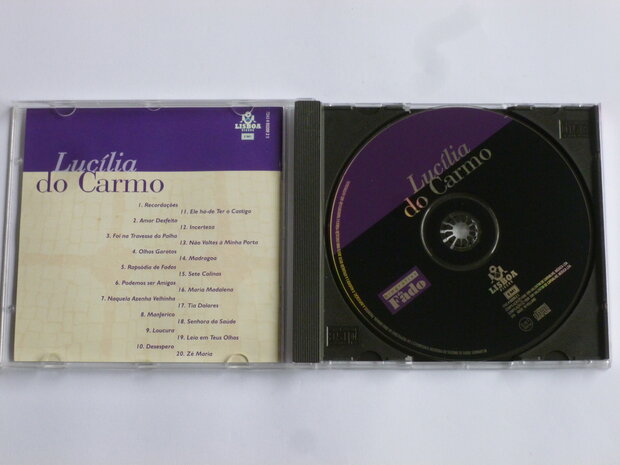 LISBOA
EMI
Lucília
do Carmo
1. Recordações
2. Amor Desfeito
3. Foi na Travessa da Palha
4. Olhos Garotos
5. Rapsódia de Fados
6. Podemos ser Amigos
7. Naquela Azenha Velhinha
8. Manjerico
9. Loucura
10. Desespero
11. Ele há-de Ter o Castigo
12. Incerteza
13. Não Voltes à Minha Porta
14. Madragoa
15. Sete Colinas
16. Maria Madalena
17. Tia Dolores
18. Senhora da Saúde
19. Leio em Teus Olhos
20. Zé Maria
Lucília
do Carmo
Fado
LISBOA
EMI